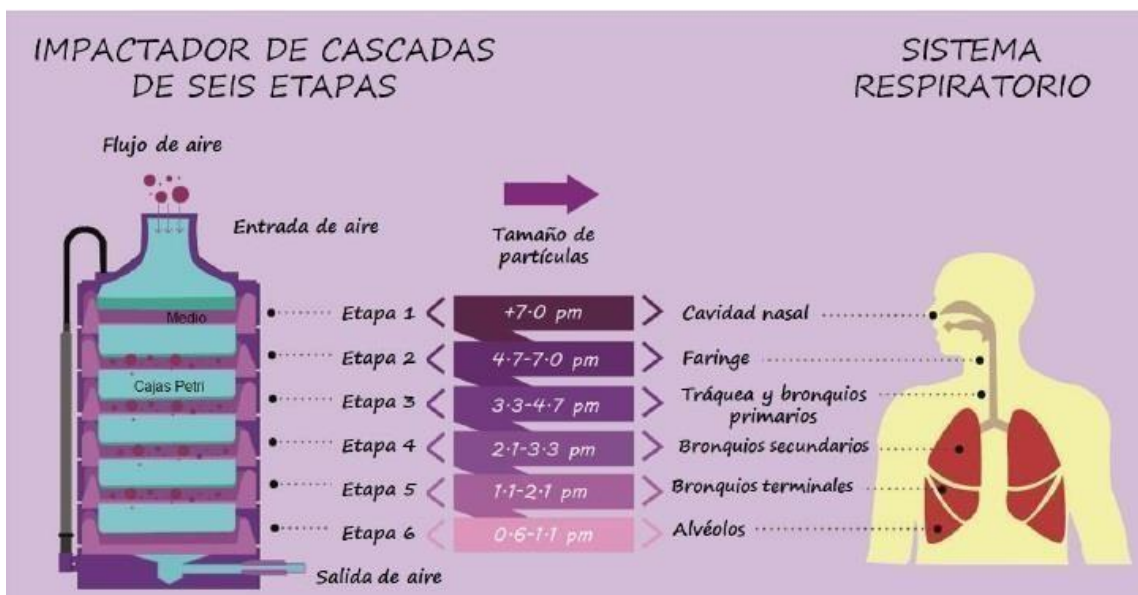 IMPACTADOR DE CASCADAS
DE SEIS ETAPAS
SISTEMA
RESPIRATORIO
Flujo de aire
Entrada de aire
Tamaño de
partículas
Medio
Cajas Petri
Etapa 1
+7.0 pm
Cavidad nasal
Etapa 2
4.7-7.0 pm
Faringe
Etapa 3
3.3-4.7 pm
Tráquea y bronquios
primarios
Etapa 4
2.1-3.3 pm
Bronquios secundarios
Etapa 5
1.1-2.1 pm
Bronquios terminales
Etapa 6
0.6-1.1 pm
Alvéolos
Salida de aire